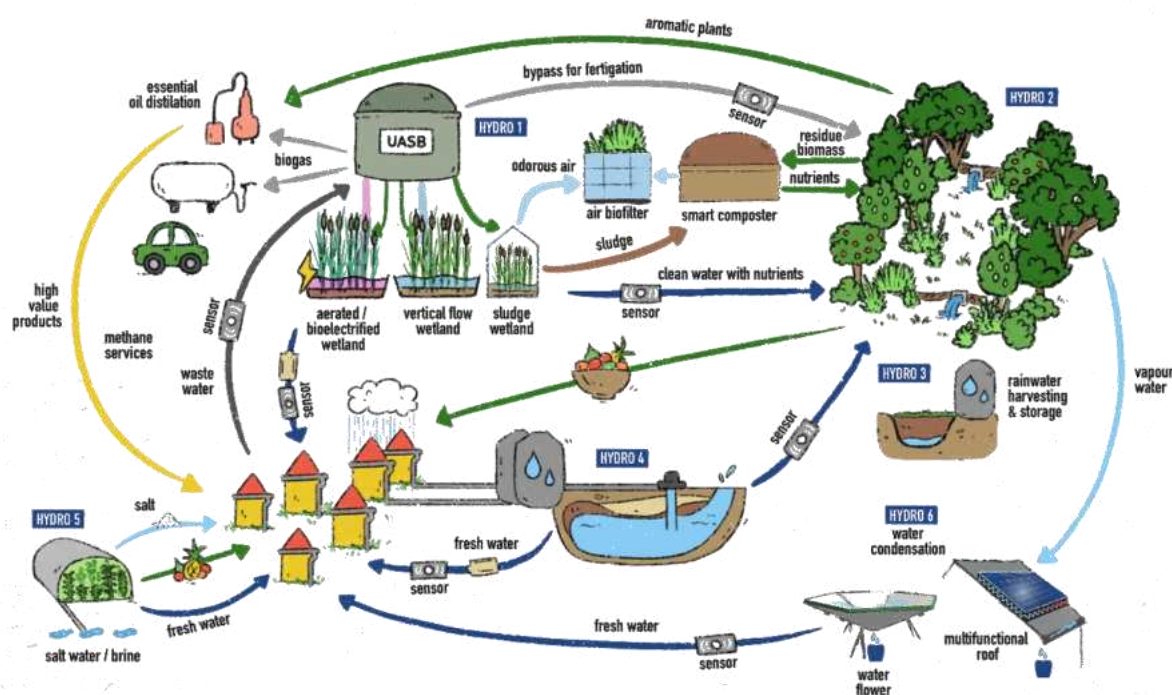 aromatic plants
essential
oil distilation
bypass for fertigation
sensor
HYDRO 2
HYDRO 1
UASB
biogas
odorous air
residue
biomass
nutrients
air biofilter
smart composter
sludge
clean water with nutrients
sensor
high
value
products
methane
services
sensor
waste
water
aerated /
bioelectrified
wetland
vertical flow
wetland
sludge
wetland
sensor
HYDRO 3
rainwater
harvesting
& storage
vapour
water
sensor
HYDRO 4
HYDRO 5
salt
HYDRO 6
water
condensation
fresh water
sensor
fresh water
salt water / brine
fresh water
sensor
water
flower
multifunctional
roof